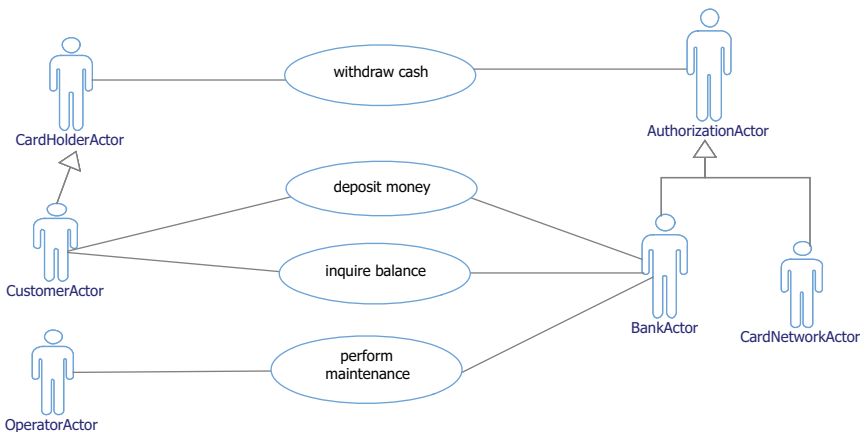 withdraw cash
CardHolderActor
AuthorizationActor
deposit money
inquire balance
CustomerActor
BankActor
CardNetworkActor
perform
maintenance
OperatorActor